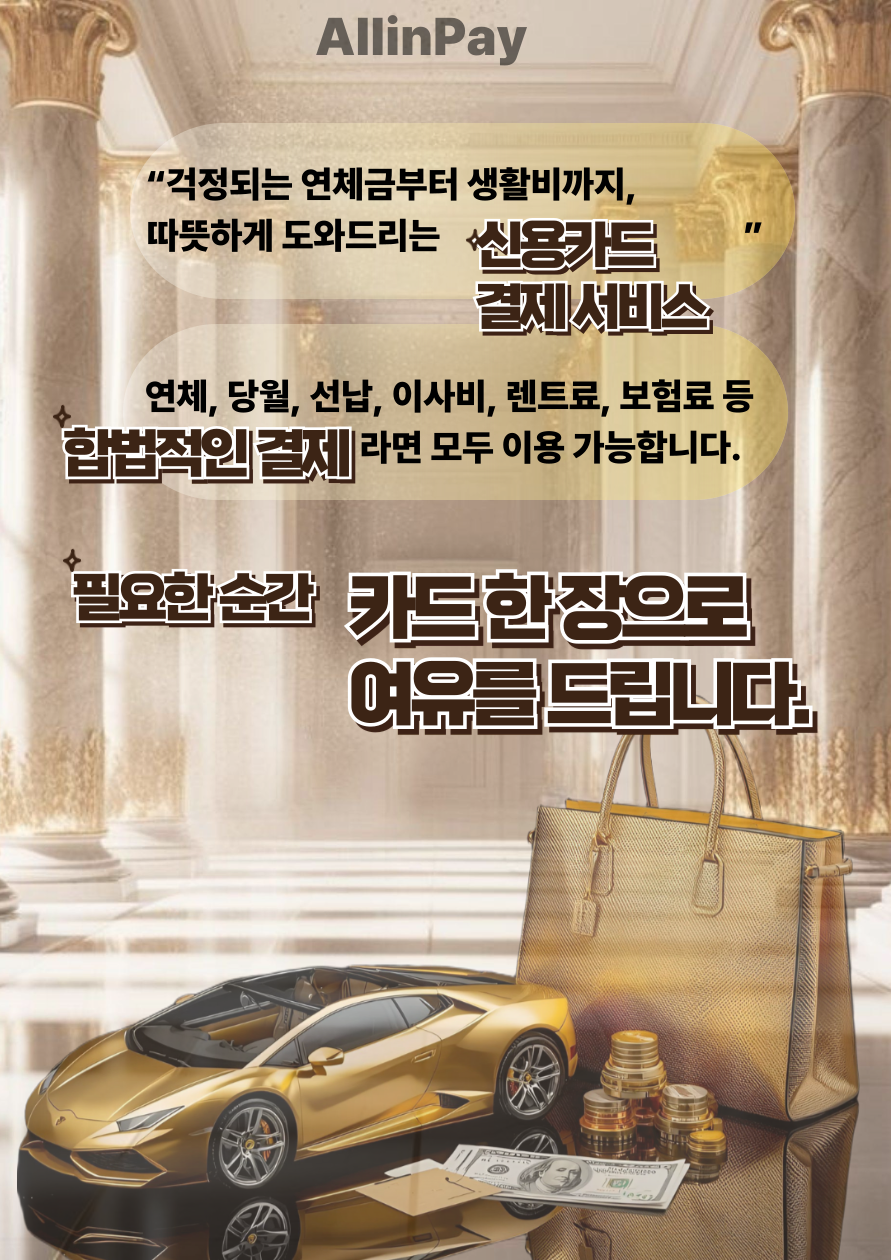 AllinPay
“걱정되는 연체금부터 생활비까지,
따뜻하게 도와드리는 신용카드 ”
결제 서비스
연체, 당월, 선납, 이사비, 렌트료, 보험료 등
합법적인 결제라면 모두 이용 가능합니다.
필요한 순간 카드 한 장으로
여유를 드립니다.